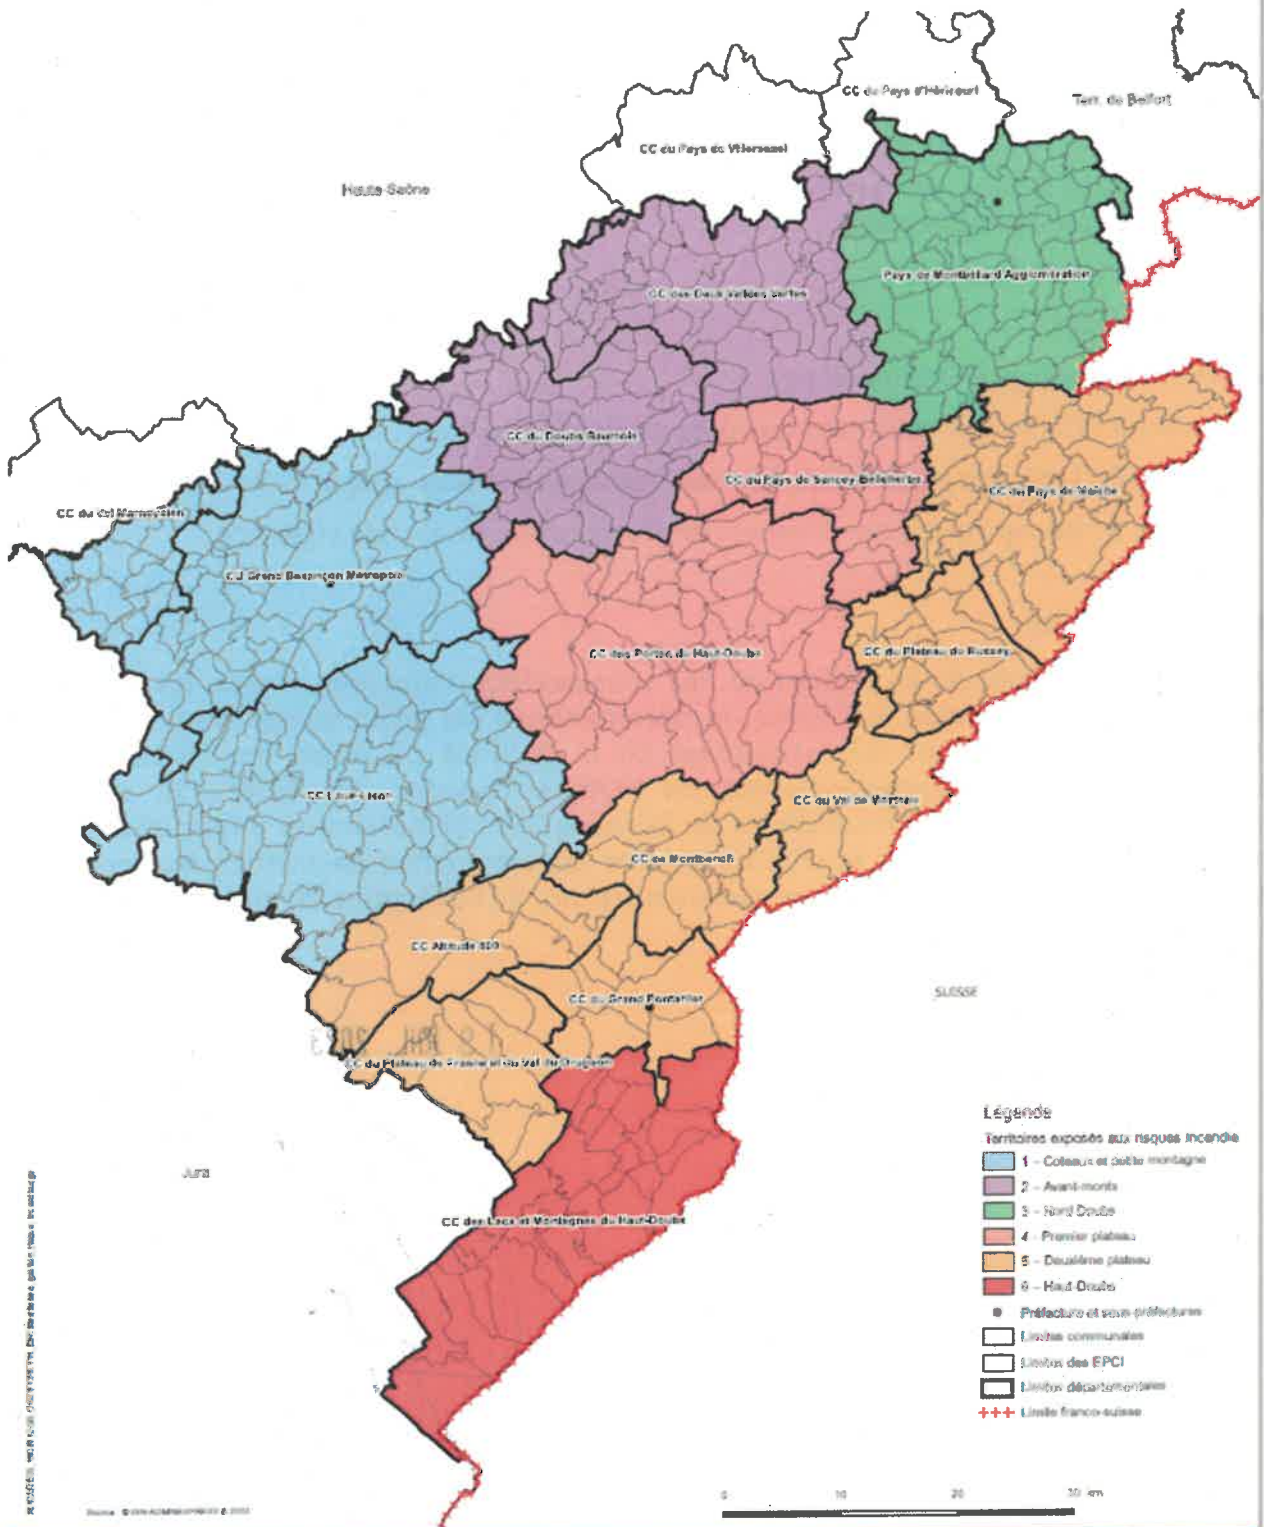 CC du Pays d'Héricourt
Terr. de Belfort
CC du Pays de Villersexel
Haute-Saône
Pays de Montbéliard Agglomération
CC des Deux Vallées Vertes
CC du Doubs Baumois
CC du Pays de Sancey-Belleherbe
CC du Pays de Maîche
CC du Val Marnaysien
CU Grand Besançon Métropole
CC des Portes du Haut-Doubs
CC du Plateau du Russey
CC Loue-Lison
CC du Val de Morteau
CC de Montbenoît
CC Altitude 800
CC du Grand Pontarlier
SUISSE
CC du Plateau de Frasne et du Val du Drugeon
Jura
CC des Lacs et Montagnes du Haut-Doubs
Légende
Territoires exposés aux risques incendie
1 - Coteaux et petite montagne
2 - Avant-monts
3 - Nord Doubs
4 - Premier plateau
5 - Deuxième plateau
6 - Haut-Doubs
Préfecture et sous-préfectures
Limites communales
Limites des EPCI
Limites départementales
Limite franco-suisse
0 10 20 30 km